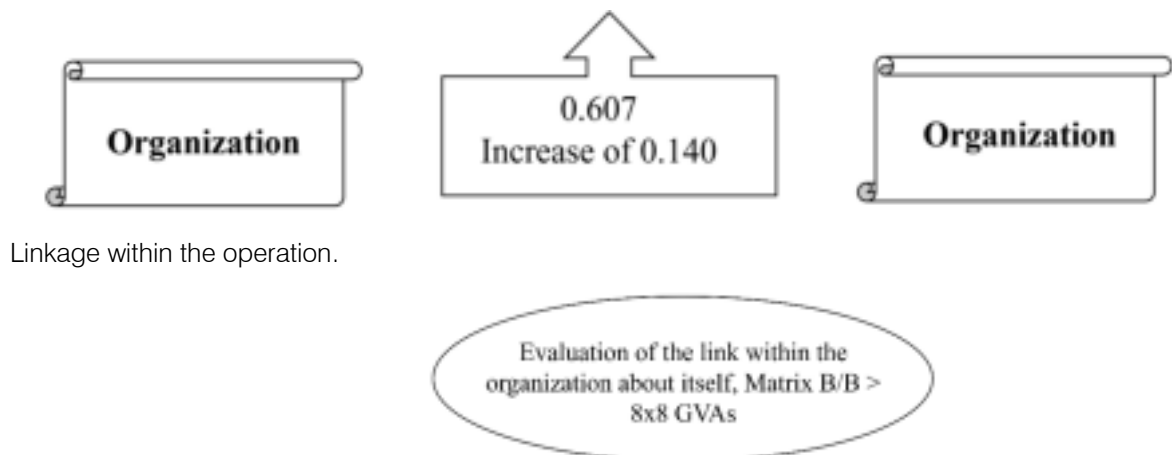 Organization
0.607
Increase of 0.140
Organization
Linkage within the operation.
Evaluation of the link within the
organization about itself, Matrix B/B >
8x8 GVAs